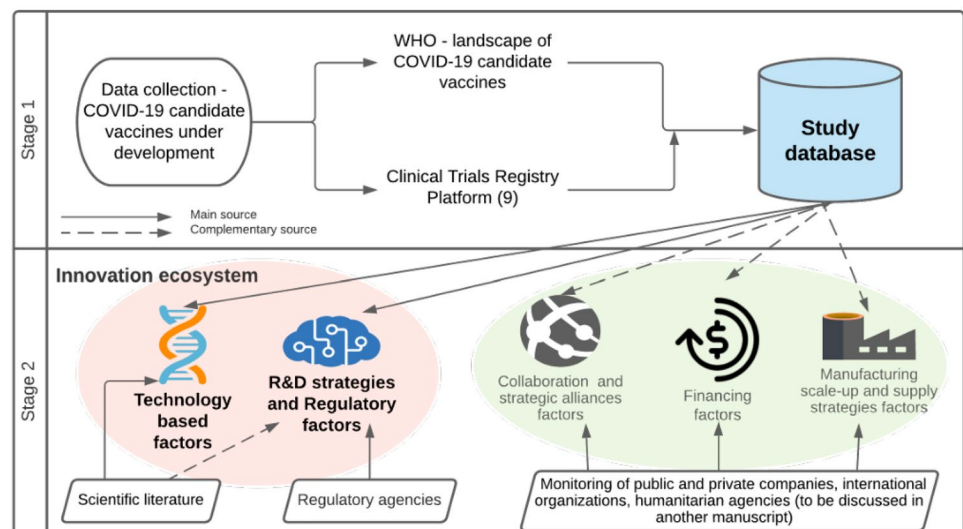 Stage 1
Data collection -
COVID-19 candidate
vaccines under
development
WHO - landscape of
COVID-19 candidate
vaccines
Clinical Trials Registry
Platform (9)
Study
database
Main source
Complementary source
Stage 2
Innovation ecosystem
Technology
based
factors
R&D strategies
and Regulatory
factors
Collaboration and
strategic alliances
factors
$
Financing
factors
Manufacturing
scale-up and supply
strategies factors
Scientific literature
Regulatory agencies
Monitoring of public and private companies, international
organizations, humanitarian agencies (to be discussed in
another manuscript)